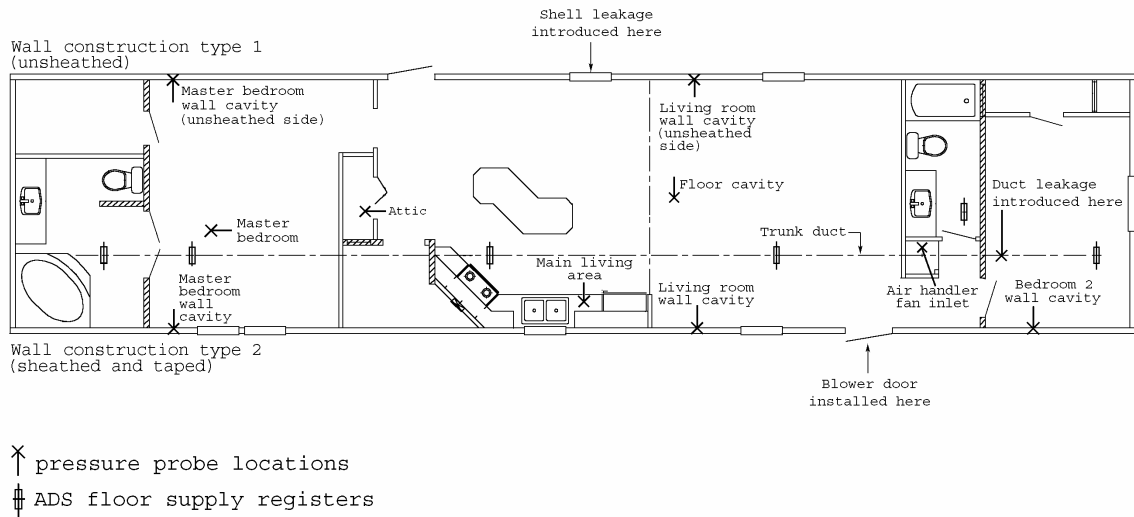 Shell leakage
introduced here
Wall construction type 1
(unsheathed)
Master bedroom
wall cavity
(unsheathed side)
Living room
wall cavity
(unsheathed
side)
Floor cavity
Duct leakage
introduced here
Attic
Master
bedroom
Trunk duct
Main living
area
Master
bedroom
wall
cavity
Living room
wall cavity
Air handler
fan inlet
Bedroom 2
wall cavity
Wall construction type 2
(sheathed and taped)
Blower door
installed here
pressure probe locations
ADS floor supply registers